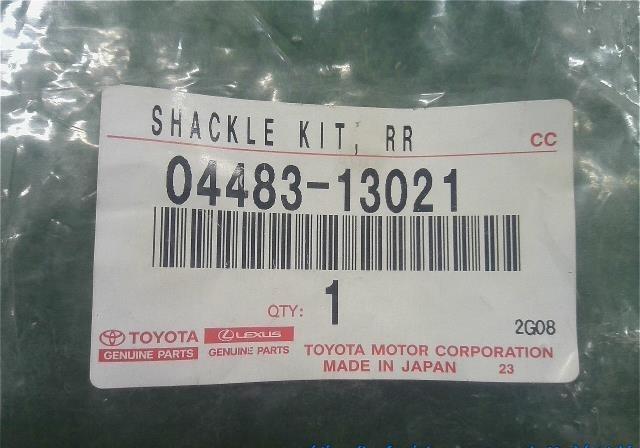 SHACKLE KIT, RR
CC
04483-13021
QTY: 1
2G08
TOYOTA LEXUS
GENUINE PARTS GENUINE PARTS
TOYOTA MOTOR CORPORATION
MADE IN JAPAN 23